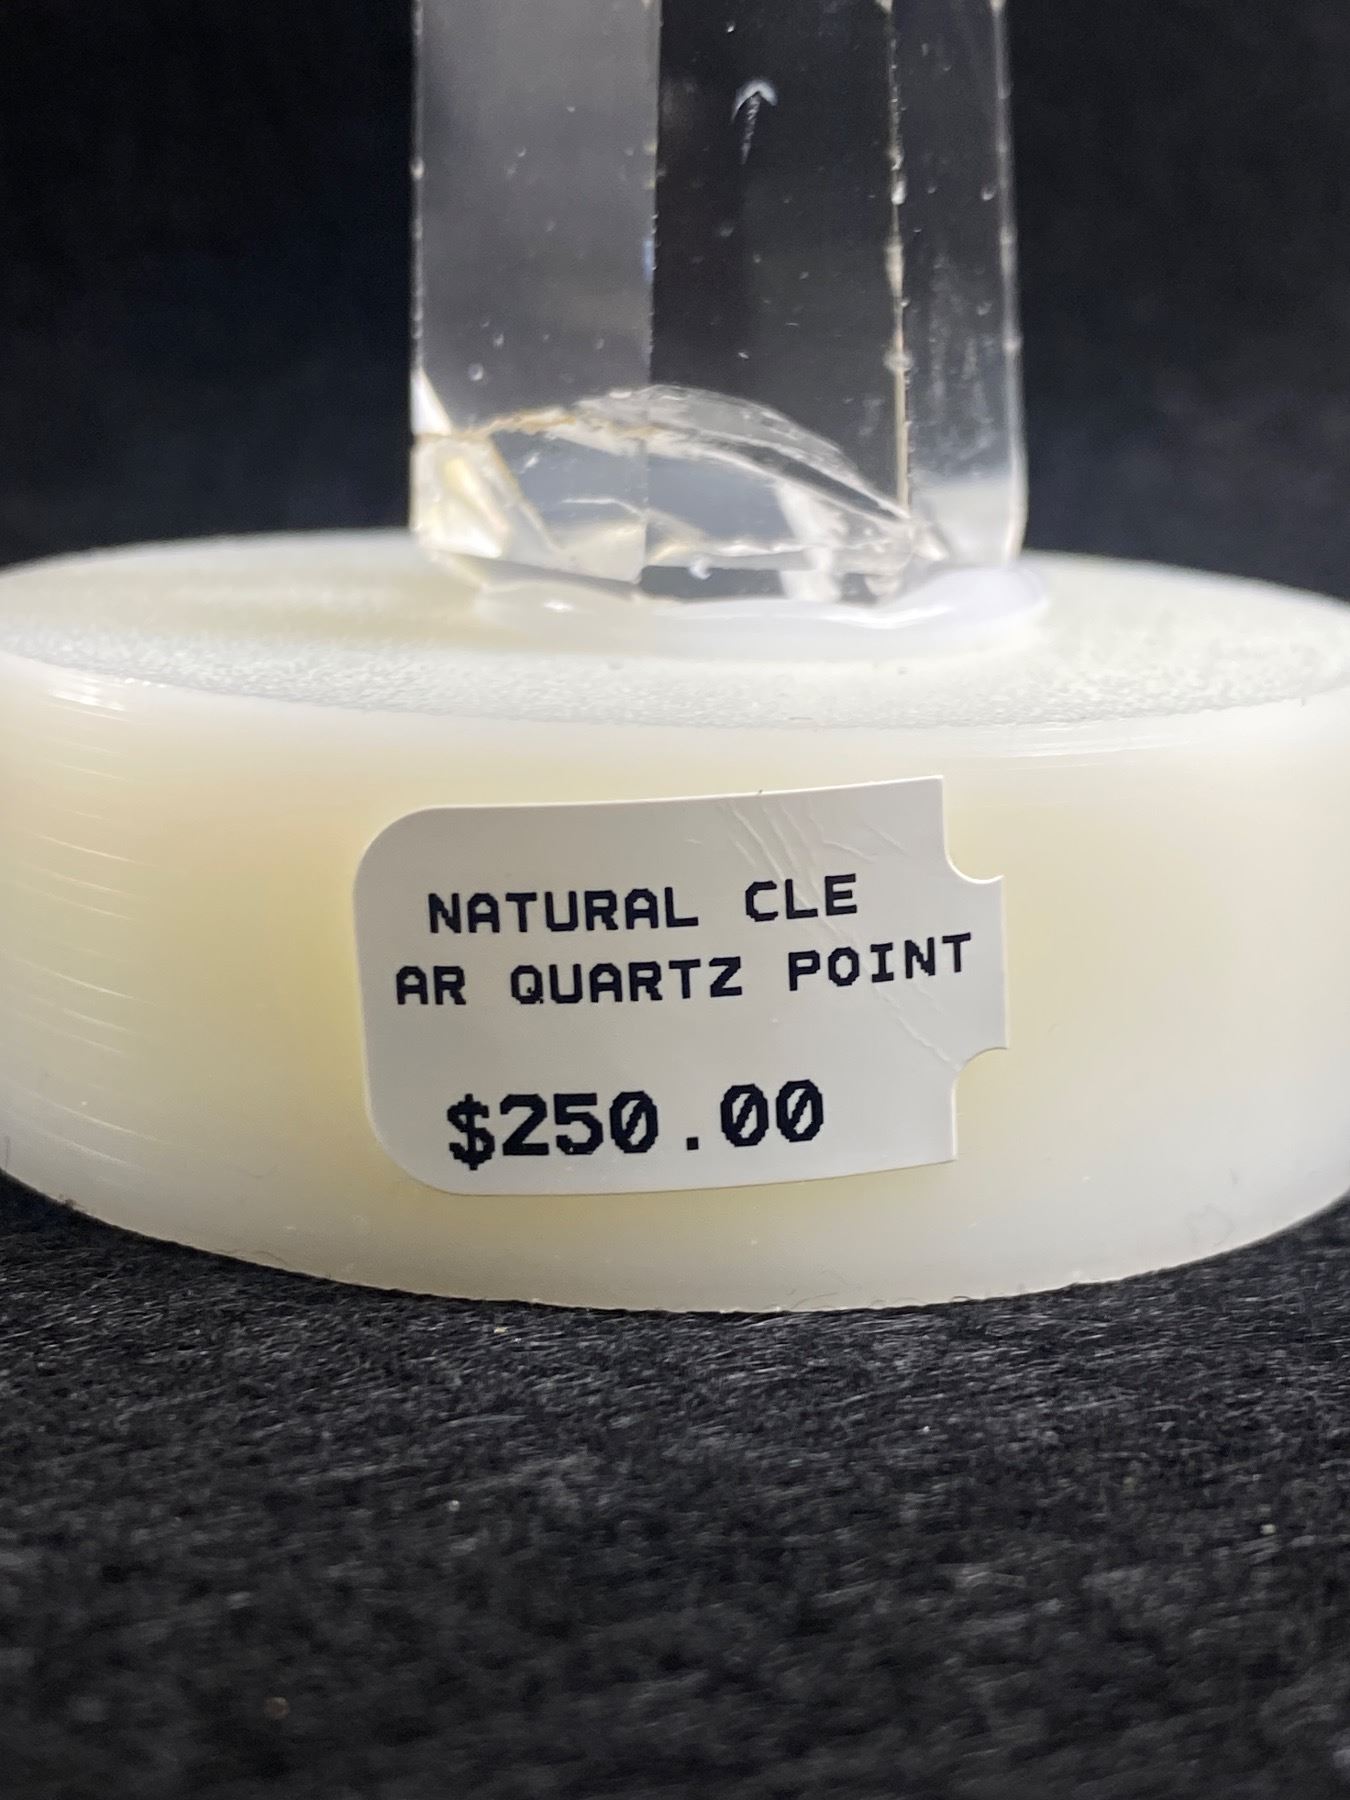 NATURAL CLE
AR QUARTZ POINT
$250.00